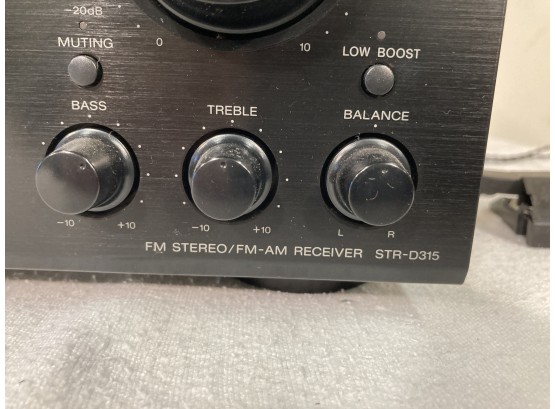 −20dB
MUTING
0 10
LOW BOOST
BASS
TREBLE
BALANCE
−10 +10
−10 +10
L R
FM STEREO/FM-AM RECEIVER STR-D315